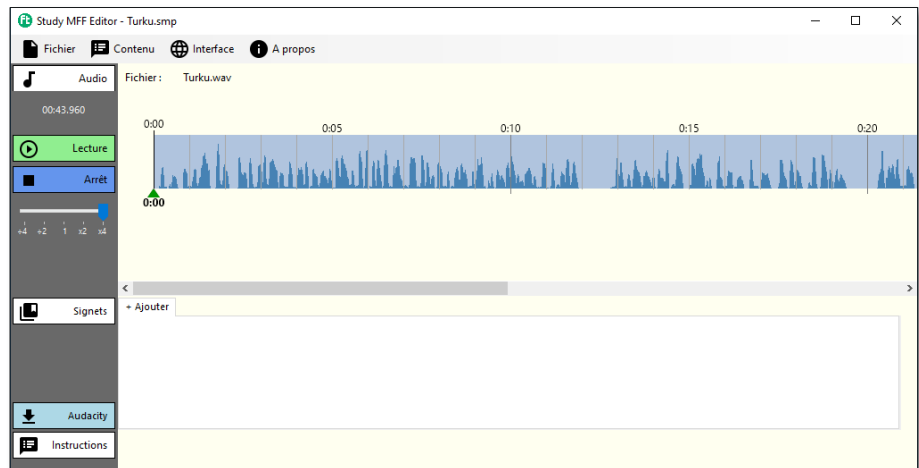 Study MFF Editor - Turku.smp
Fichier Contenu Interface A propos
Audio
Fichier : Turku.wav
00:43.960
0:00 0:05 0:10 0:15 0:20
Lecture
Arrêt
0:00
÷4 ÷2 1 x2 x4
Signets
+ Ajouter
Audacity
Instructions